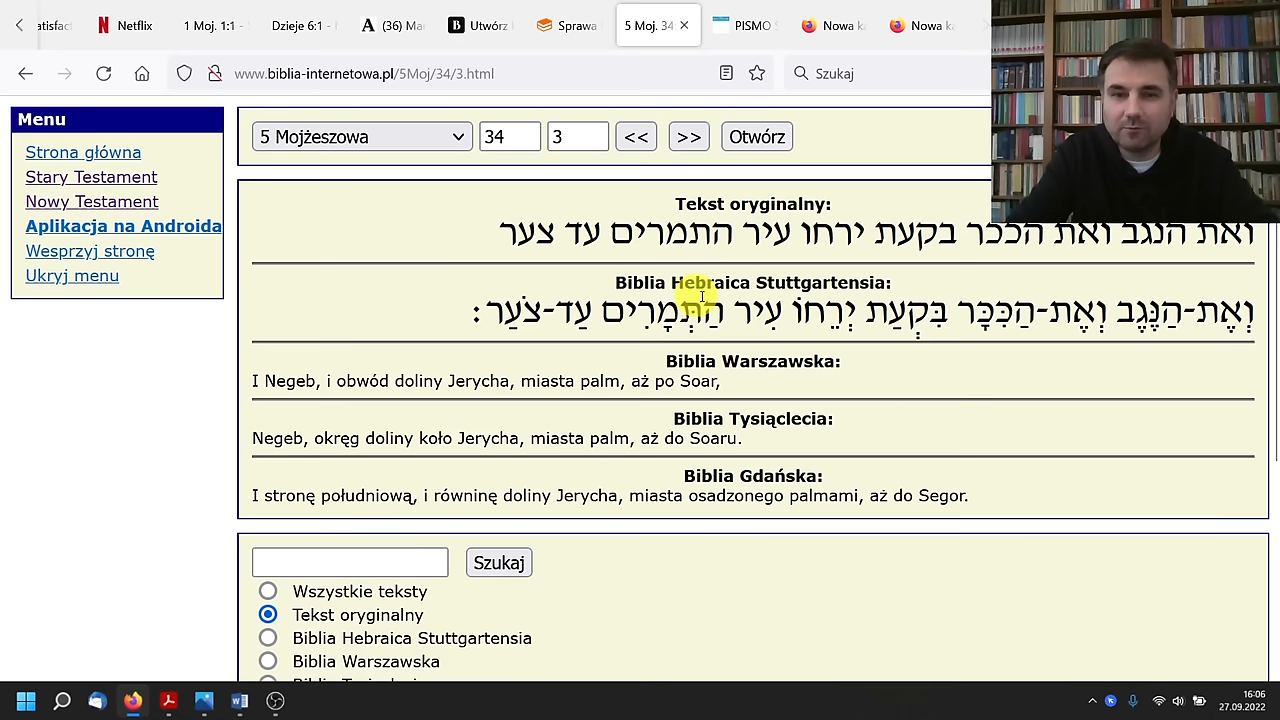 atisfac
Netflix
1 Moj. 1:1 -
Dzieje 6:1 -
(36) Ma
Utwórz
Sprawa
5 Moj. 34
PISMO
Nowa k
Nowa k
www.biblia-internetowa.pl/5Moj/34/3.html
Szukaj
Menu
Strona główna
Stary Testament
Nowy Testament
Aplikacja na Androida
Wesprzyj stronę
Ukryj menu
5 Mojżeszowa 34 3 << >> Otwórz
Tekst oryginalny:
ואת הנגב ואת הככר בקעת ירחו עיר התמרים עד צער
Biblia Hebraica Stuttgartensia:
וְאֶת-הַנֶּגֶב וְאֶת-הַכִּכָּר בִּקְעַת יְרֵחוֹ עִיר הַתְּמָרִים עַד-צֹעַר׃
Biblia Warszawska:
I Negeb, i obwód doliny Jerycha, miasta palm, aż po Soar,
Biblia Tysiąclecia:
Negeb, okręg doliny koło Jerycha, miasta palm, aż do Soaru.
Biblia Gdańska:
I stronę południową, i równinę doliny Jerycha, miasta osadzonego palmami, aż do Segor.
Szukaj
Wszystkie teksty
Tekst oryginalny
Biblia Hebraica Stuttgartensia
Biblia Warszawska
16:06
27.09.2022